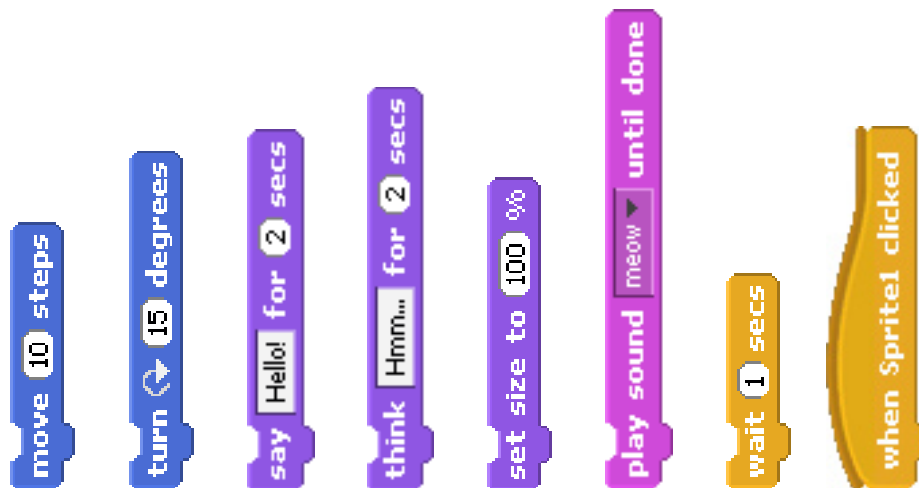 move 10 steps
turn 15 degrees
say Hello! for 2 secs
think Hmm... for 2 secs
set size to 100 %
play sound meow until done
wait 1 secs
when Sprite1 clicked